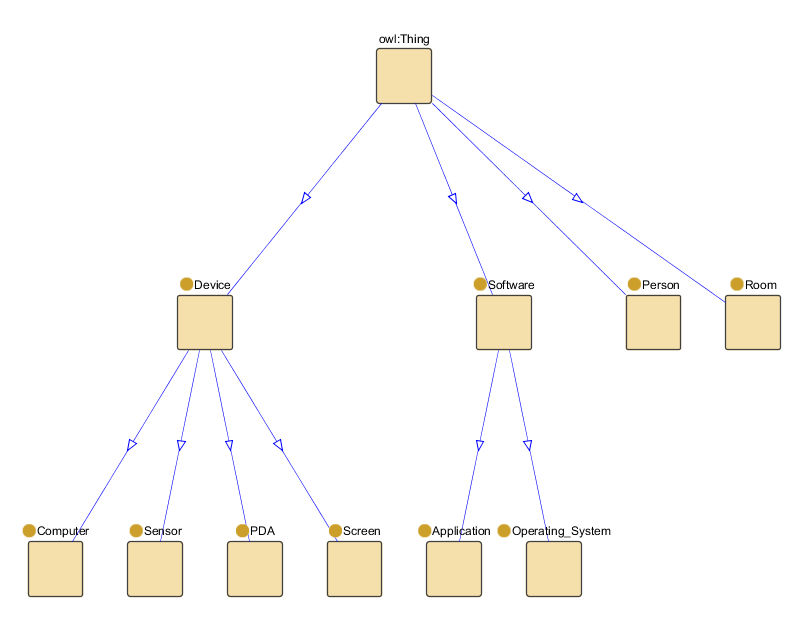 owl:Thing
Device
Software
Person
Room
Computer
Sensor
PDA
Screen
Application
Operating_System